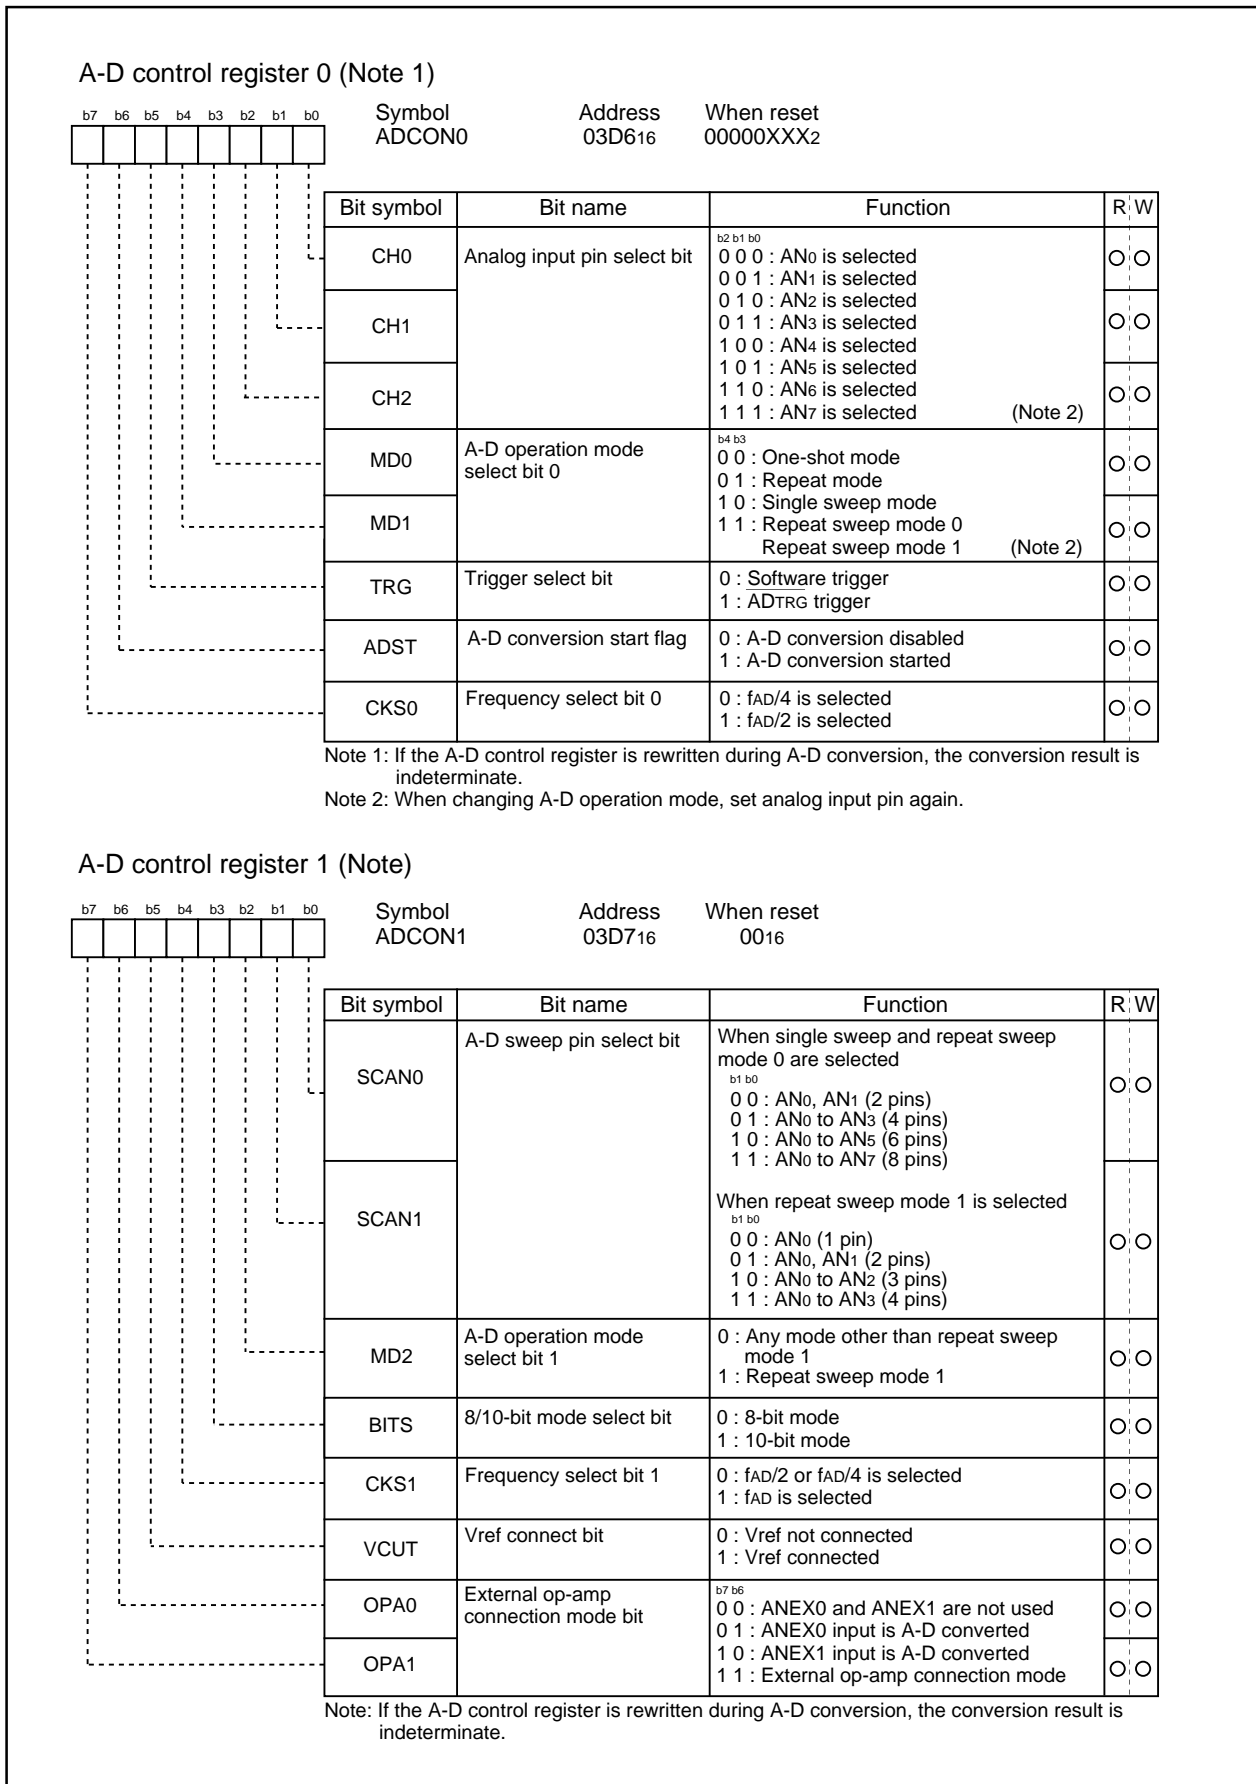 A-D control register 0 (Note 1)
b7 b6 b5 b4 b3 b2 b1 b0
Symbol Address When reset
ADCON0 03D616 00000XXX2
Bit symbol Bit name Function R W
CH0 Analog input pin select bit
b2 b1 b0
0 0 0 : AN0 is selected
0 0 1 : AN1 is selected
0 1 0 : AN2 is selected
CH1
0 1 1 : AN3 is selected
1 0 0 : AN4 is selected
1 0 1 : AN5 is selected
CH2
1 1 0 : AN6 is selected
1 1 1 : AN7 is selected (Note 2)
MD0 A-D operation mode
select bit 0
b4 b3
0 0 : One-shot mode
0 1 : Repeat mode
MD1
1 0 : Single sweep mode
1 1 : Repeat sweep mode 0
Repeat sweep mode 1 (Note 2)
TRG Trigger select bit
0 : Software trigger
1 : ADTRG trigger
ADST A-D conversion start flag
0 : A-D conversion disabled
1 : A-D conversion started
CKS0 Frequency select bit 0
0 : fAD/4 is selected
1 : fAD/2 is selected
Note 1: If the A-D control register is rewritten during A-D conversion, the conversion result is
indeterminate.
Note 2: When changing A-D operation mode, set analog input pin again.
A-D control register 1 (Note)
b7 b6 b5 b4 b3 b2 b1 b0
Symbol Address When reset
ADCON1 03D716 0016
Bit symbol Bit name Function R W
SCAN0 A-D sweep pin select bit
When single sweep and repeat sweep
mode 0 are selected
b1 b0
0 0 : AN0, AN1 (2 pins)
0 1 : AN0 to AN3 (4 pins)
1 0 : AN0 to AN5 (6 pins)
1 1 : AN0 to AN7 (8 pins)
SCAN1
When repeat sweep mode 1 is selected
b1 b0
0 0 : AN0 (1 pin)
0 1 : AN0, AN1 (2 pins)
1 0 : AN0 to AN2 (3 pins)
1 1 : AN0 to AN3 (4 pins)
MD2 A-D operation mode
select bit 1
0 : Any mode other than repeat sweep
mode 1
1 : Repeat sweep mode 1
BITS 8/10-bit mode select bit
0 : 8-bit mode
1 : 10-bit mode
CKS1 Frequency select bit 1
0 : fAD/2 or fAD/4 is selected
1 : fAD is selected
VCUT Vref connect bit
0 : Vref not connected
1 : Vref connected
OPA0 External op-amp
connection mode bit
b7 b6
0 0 : ANEX0 and ANEX1 are not used
0 1 : ANEX0 input is A-D converted
OPA1
1 0 : ANEX1 input is A-D converted
1 1 : External op-amp connection mode
Note: If the A-D control register is rewritten during A-D conversion, the conversion result is
indeterminate.